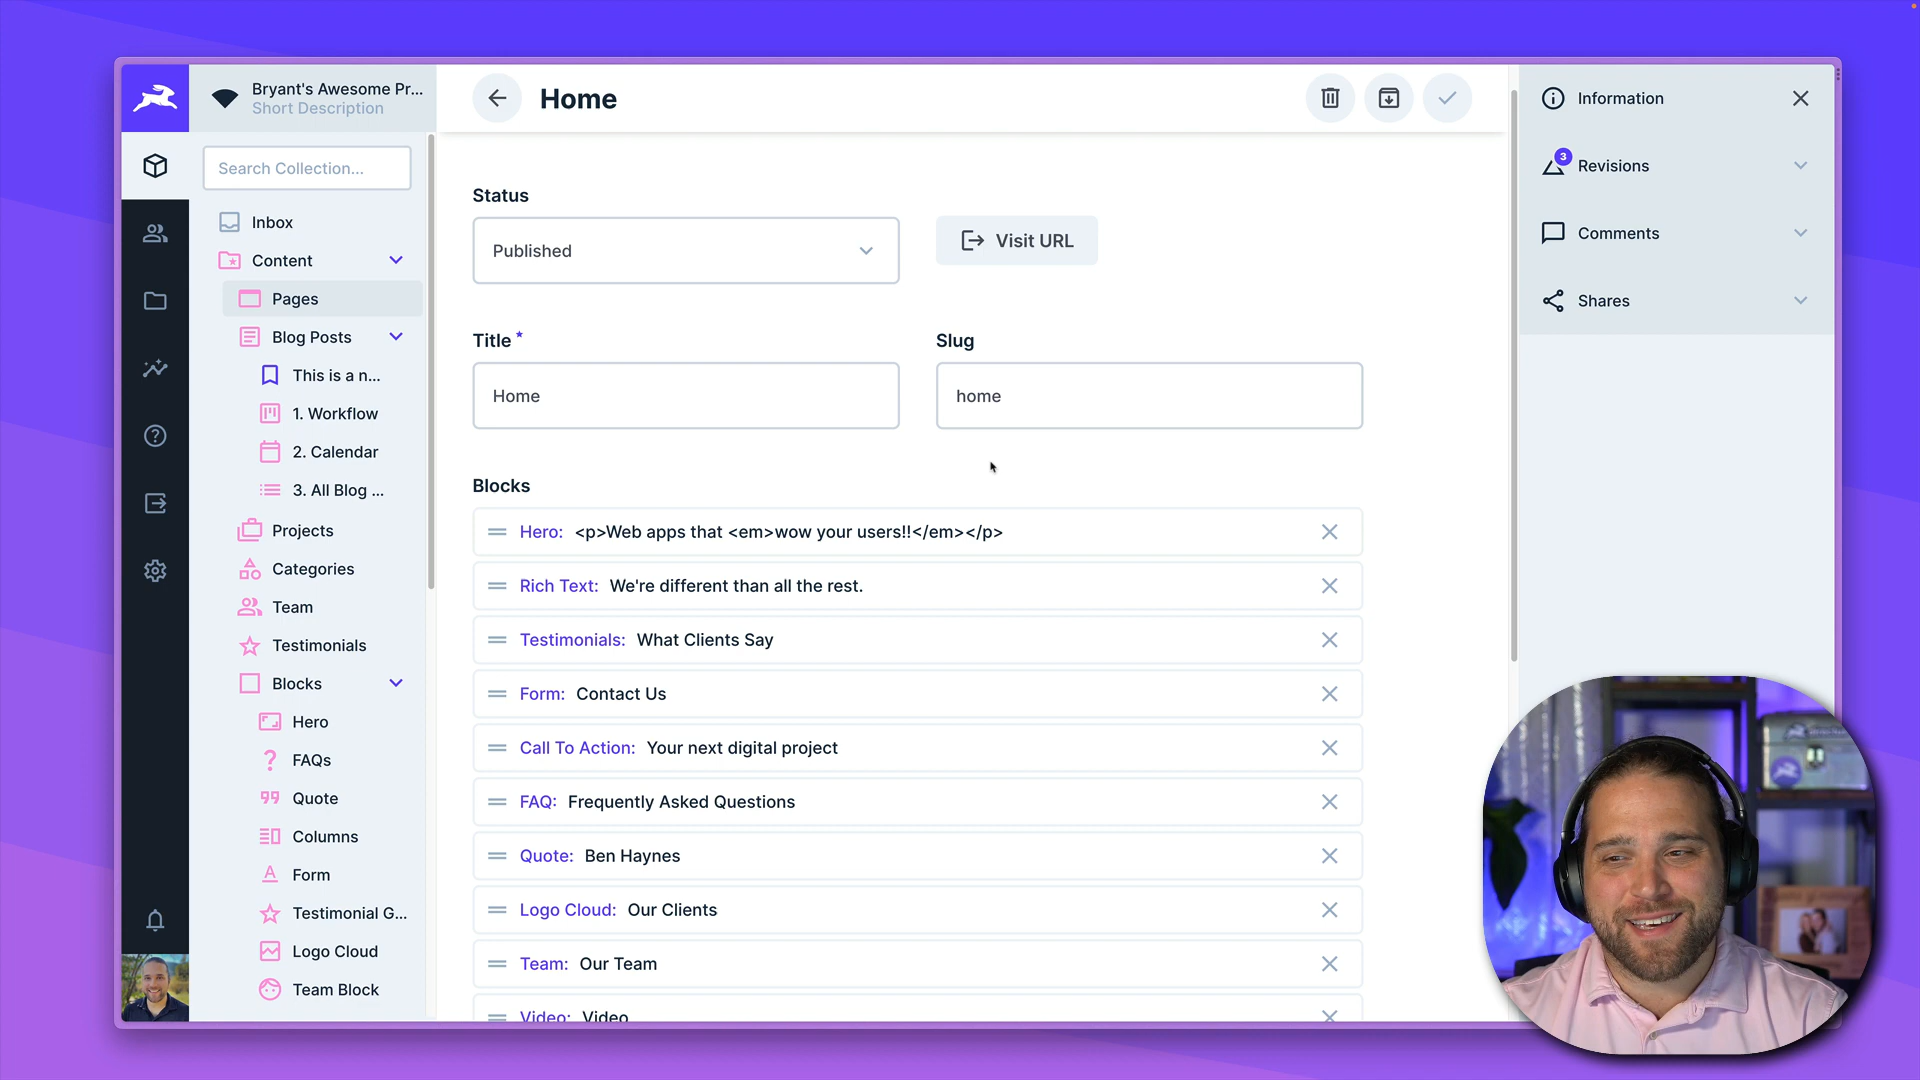 Bryant's Awesome Pr...
Short Description
Search Collection...
Inbox
Content
Pages
Blog Posts
This is a n...
1. Workflow
2. Calendar
3. All Blog ...
Projects
Categories
Team
Testimonials
Blocks
Hero
FAQs
Quote
Columns
Form
Testimonial G...
Logo Cloud
Team Block
Home
Status
Published
Visit URL
Title *
Home
Slug
home
Blocks
Hero: <p>Web apps that <em>wow your users!!</em></p>
Rich Text: We're different than all the rest.
Testimonials: What Clients Say
Form: Contact Us
Call To Action: Your next digital project
FAQ: Frequently Asked Questions
Quote: Ben Haynes
Logo Cloud: Our Clients
Team: Our Team
Video: Video
Information
3
Revisions
Comments
Shares